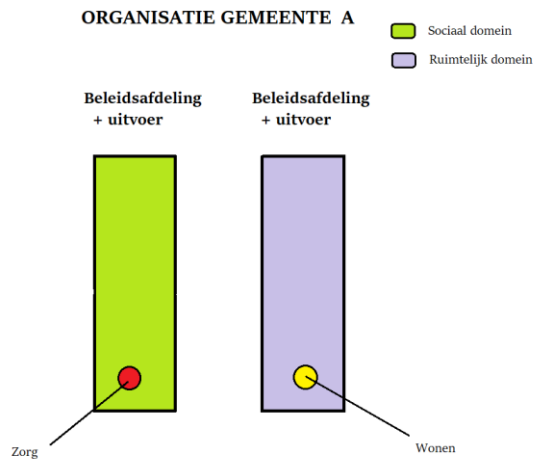 ORGANISATIE GEMEENTE A
Sociaal domein
Ruimtelijk domein
Beleidsafdeling
+ uitvoer
Beleidsafdeling
+ uitvoer
Zorg
Wonen